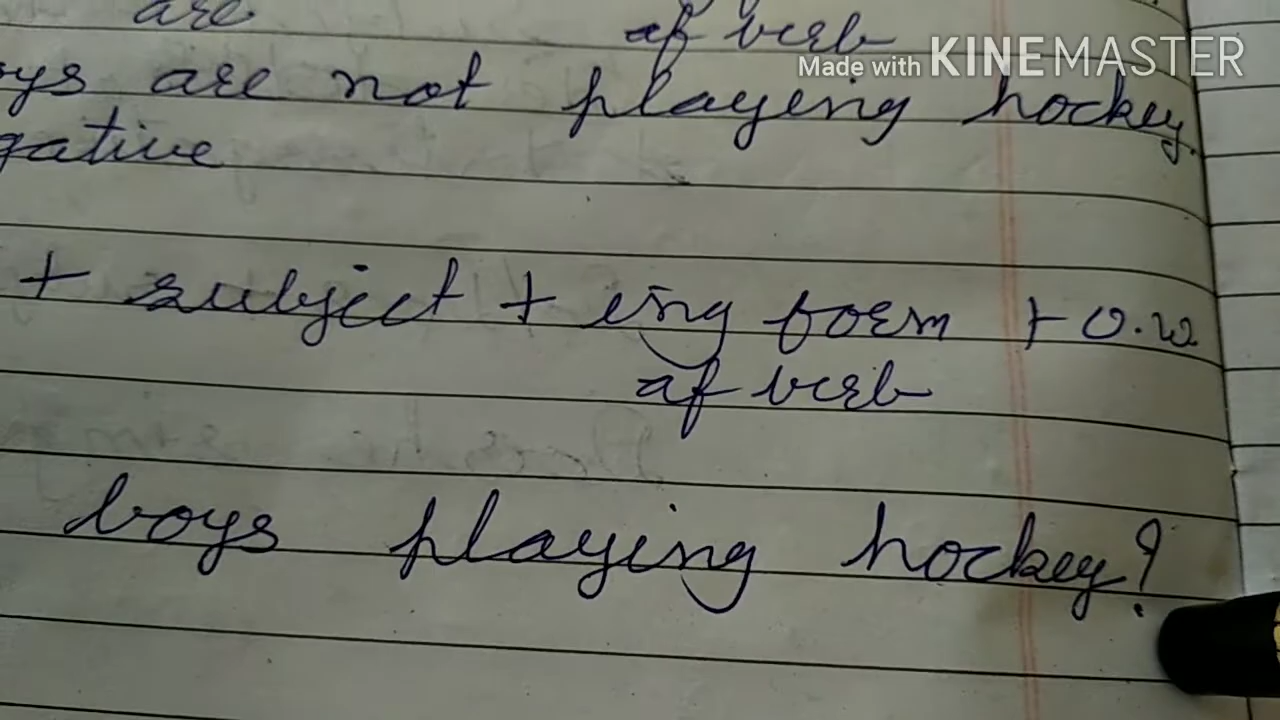 are of verb
Made with KINEMASTER
oys are not playing hockey.
gative
+ subject + ing form + o.w
of verb
boys playing hockey?